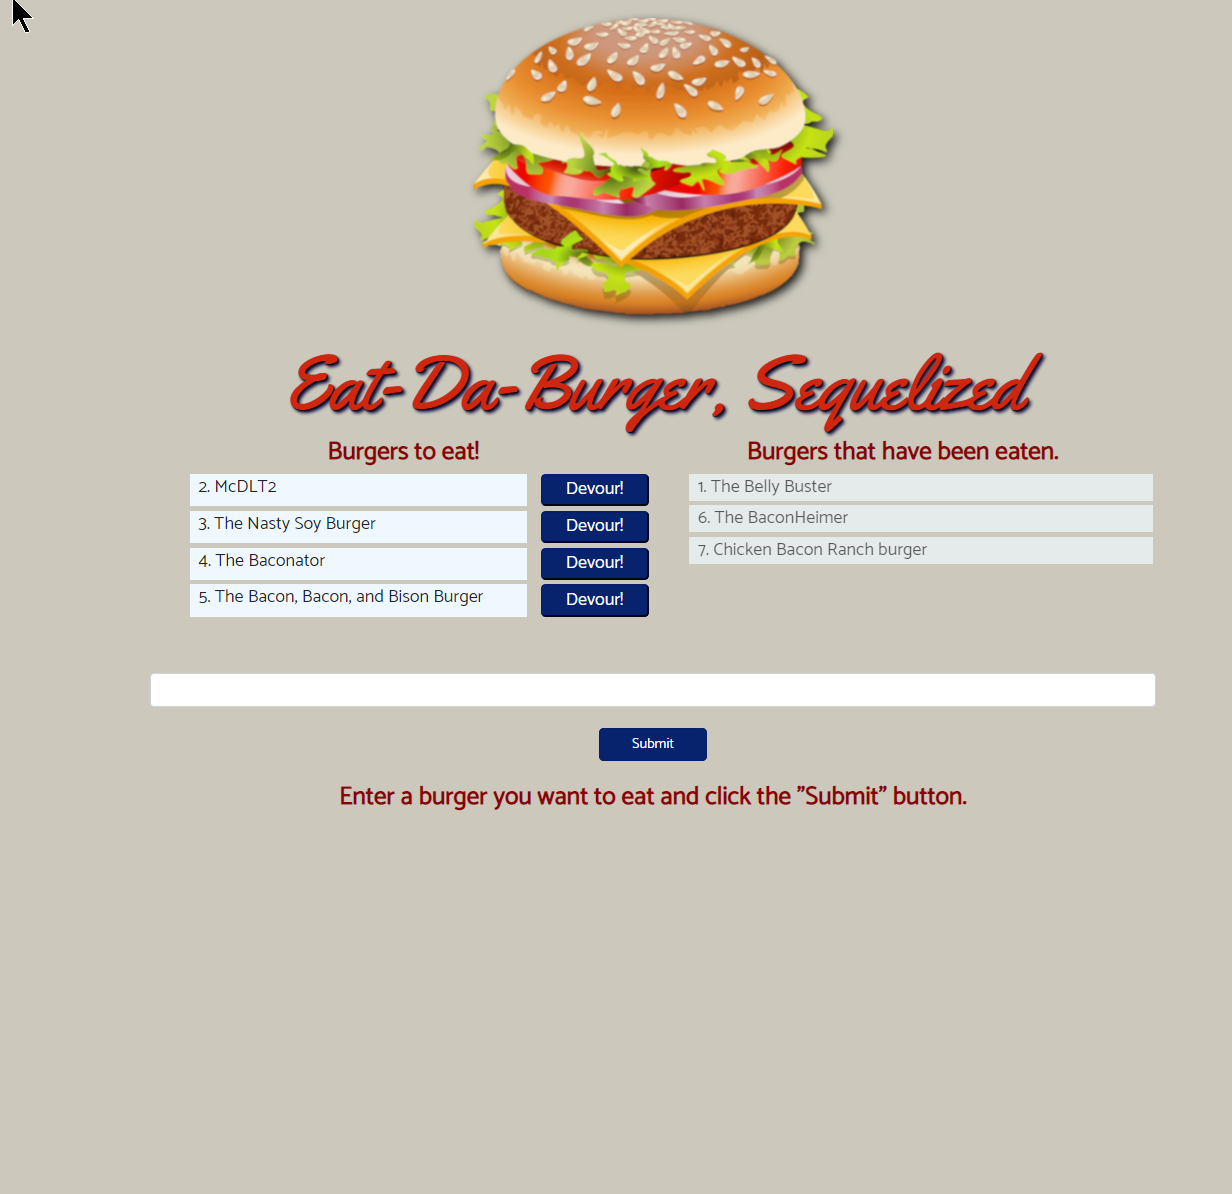 Eat-Da-Burger, Sequelized
Burgers to eat!
2. McDLT2
Devour!
3. The Nasty Soy Burger
Devour!
4. The Baconator
Devour!
5. The Bacon, Bacon, and Bison Burger
Devour!
Burgers that have been eaten.
1. The Belly Buster
6. The BaconHeimer
7. Chicken Bacon Ranch burger
Submit
Enter a burger you want to eat and click the "Submit" button.